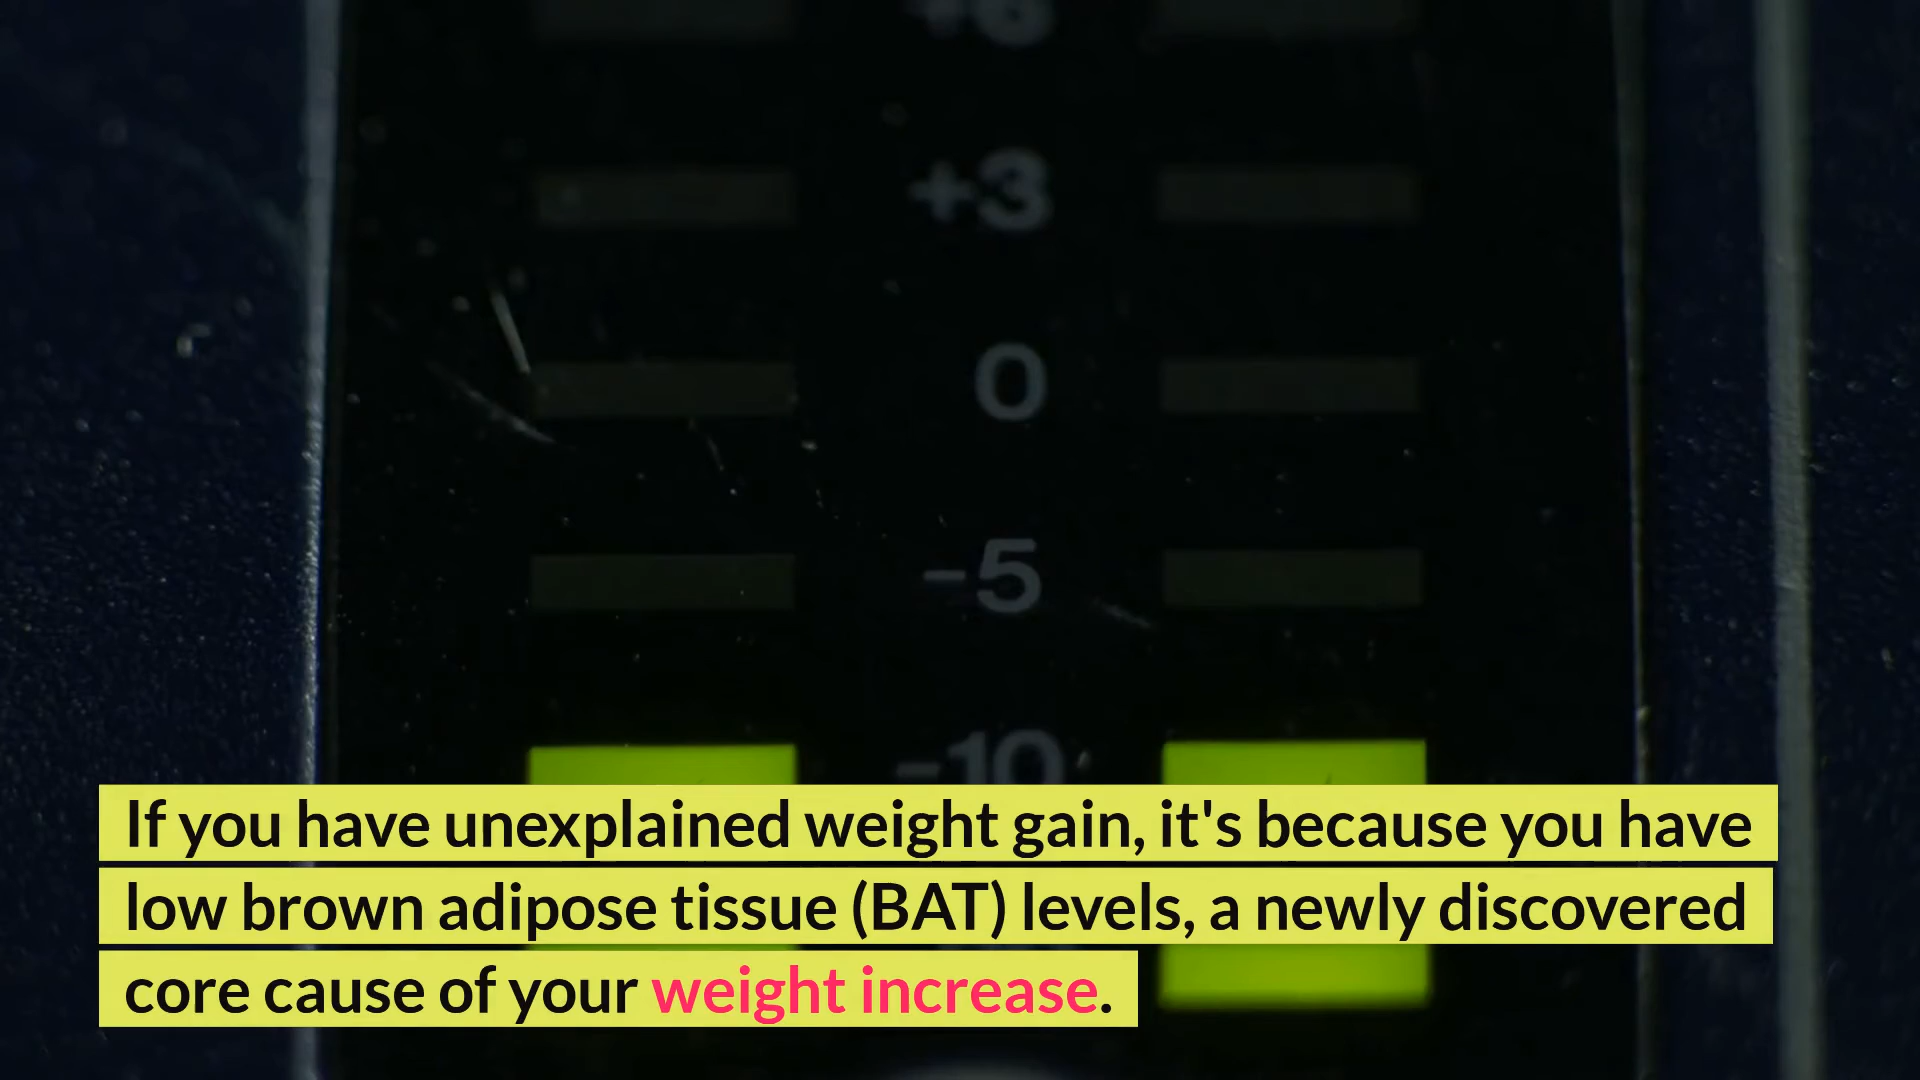 +6
+3
0
-5
-10
If you have unexplained weight gain, it's because you have
low brown adipose tissue (BAT) levels, a newly discovered
core cause of your weight increase.